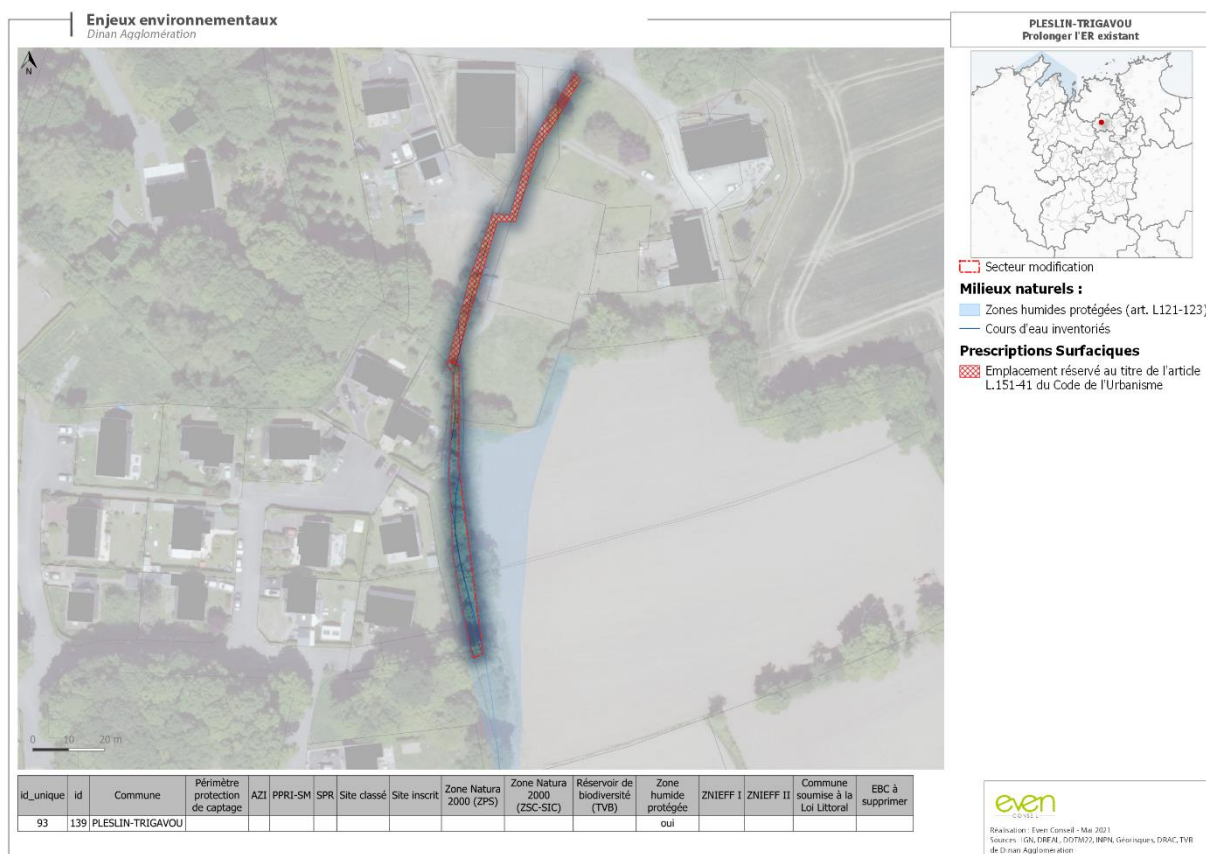 Enjeux environnementaux
Dinan Agglomération
PLESLIN-TRIGAVOU
Prolonger l'ER existant
N
Secteur modification
Milieux naturels :
Zones humides protégées (art. L121-123)
Cours d'eau inventoriés
Prescriptions Surfaciques
Emplacement réservé au titre de l'article
L.151-41 du Code de l'Urbanisme
0 10 20 m
id_unique id Commune Périmètre protection de captage AZI PPRI-SM SPR Site classé Site inscrit Zone Natura 2000 (ZPS) Zone Natura 2000 (ZSC-SIC) Réservoir de biodiversité (TVB) Zone humide protégée ZNIEFF I ZNIEFF II Commune soumise à la Loi Littoral EBC à supprimer
93 139 PLESLIN-TRIGAVOU oui
even
CONSEIL
Réalisation : Even Conseil - Mai 2021
Sources : IGN, DREAL, DDTM22, INPN, Géorisques, DRAC, TVB
de Dinan Agglomération